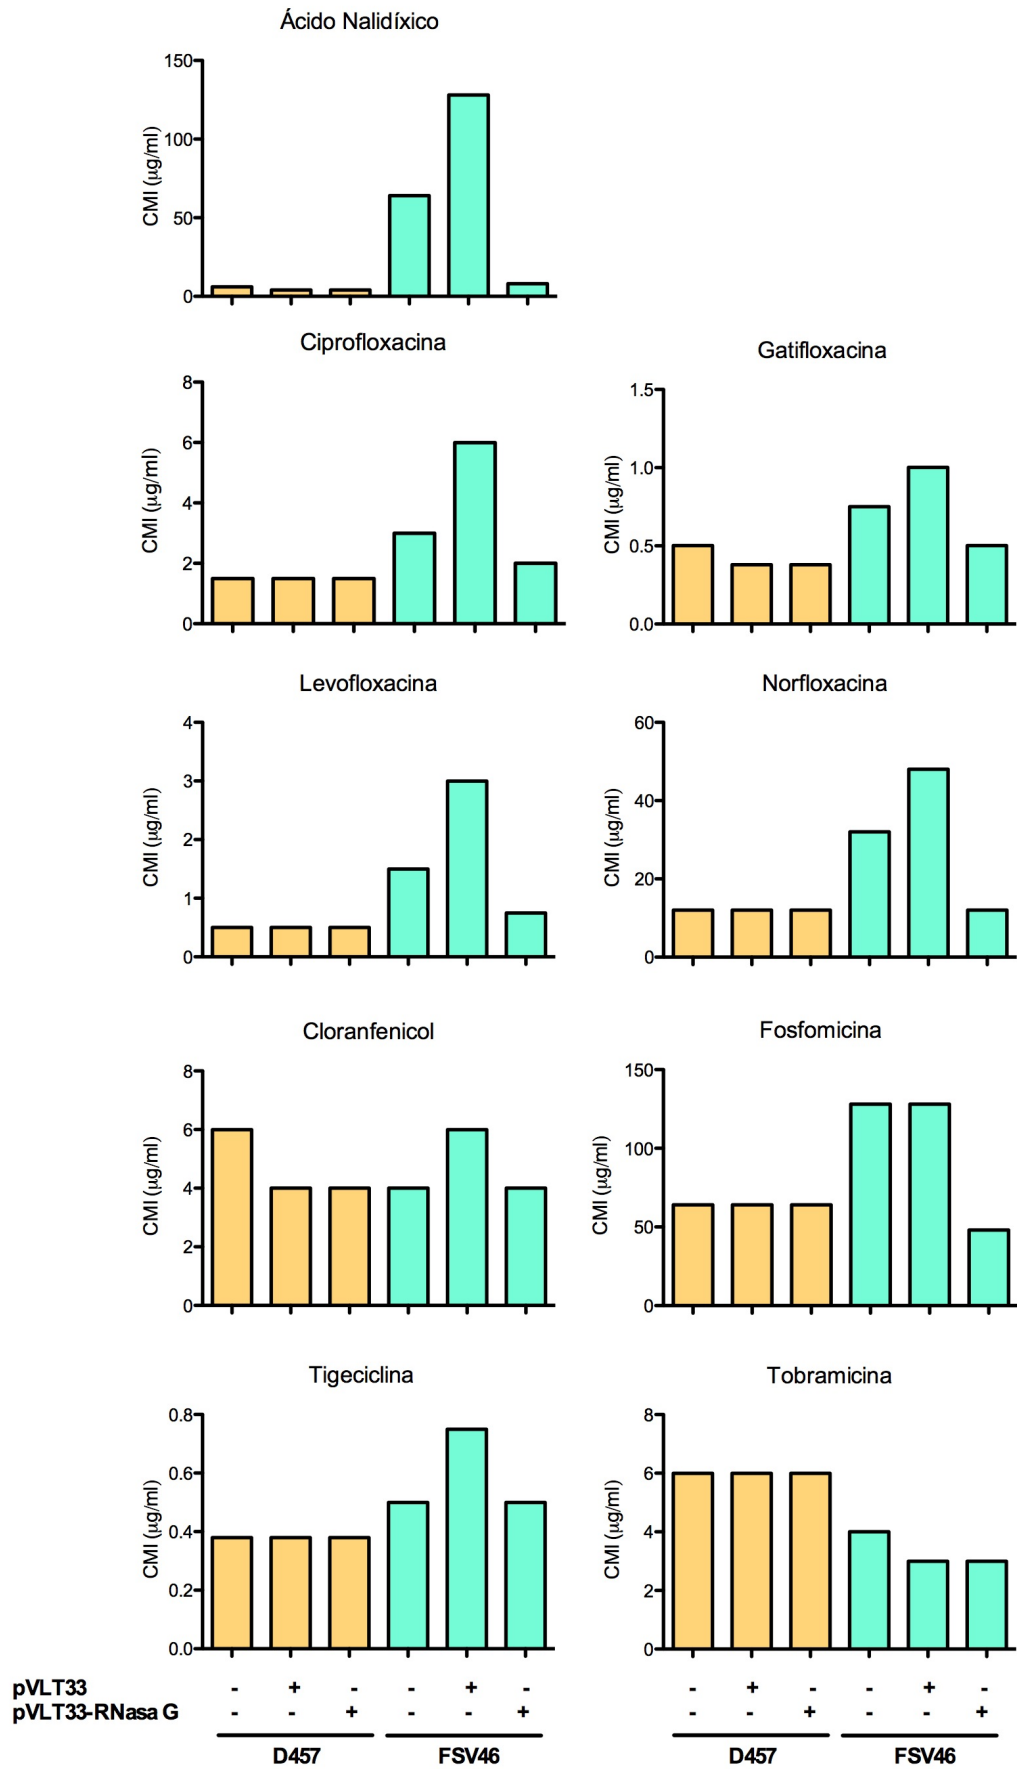 Ácido Nalidíxico
150
100
50
0
CMI (µg/ml)
Ciprofloxacina
8
6
4
2
0
CMI (µg/ml)
Gatifloxacina
1.5
1.0
0.5
0.0
CMI (µg/ml)
Levofloxacina
4
3
2
1
0
CMI (µg/ml)
Norfloxacina
60
40
20
0
CMI (µg/ml)
Cloranfenicol
8
6
4
2
0
CMI (µg/ml)
Fosfomicina
150
100
50
0
CMI (µg/ml)
Tigeciclina
0.8
0.6
0.4
0.2
0.0
CMI (µg/ml)
Tobramicina
8
6
4
2
0
CMI (µg/ml)
pVLT33 - + - - + - - + - - + -
pVLT33-RNasa G - - + - - + - - + - - +
D457 FSV46 D457 FSV46